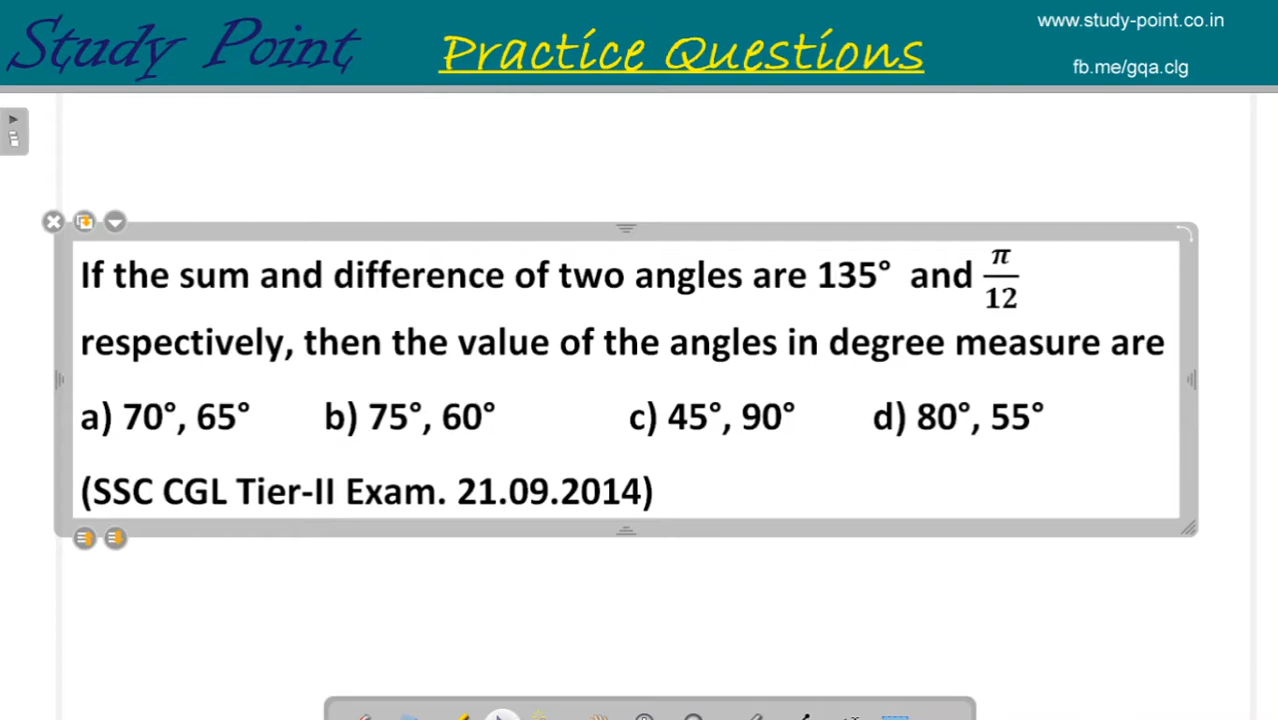 Study Point
Practice Questions
www.study-point.co.in
fb.me/gqa.clg
If the sum and difference of two angles are 135° and π/12
respectively, then the value of the angles in degree measure are
a) 70°, 65° b) 75°, 60° c) 45°, 90° d) 80°, 55°
(SSC CGL Tier-II Exam. 21.09.2014)